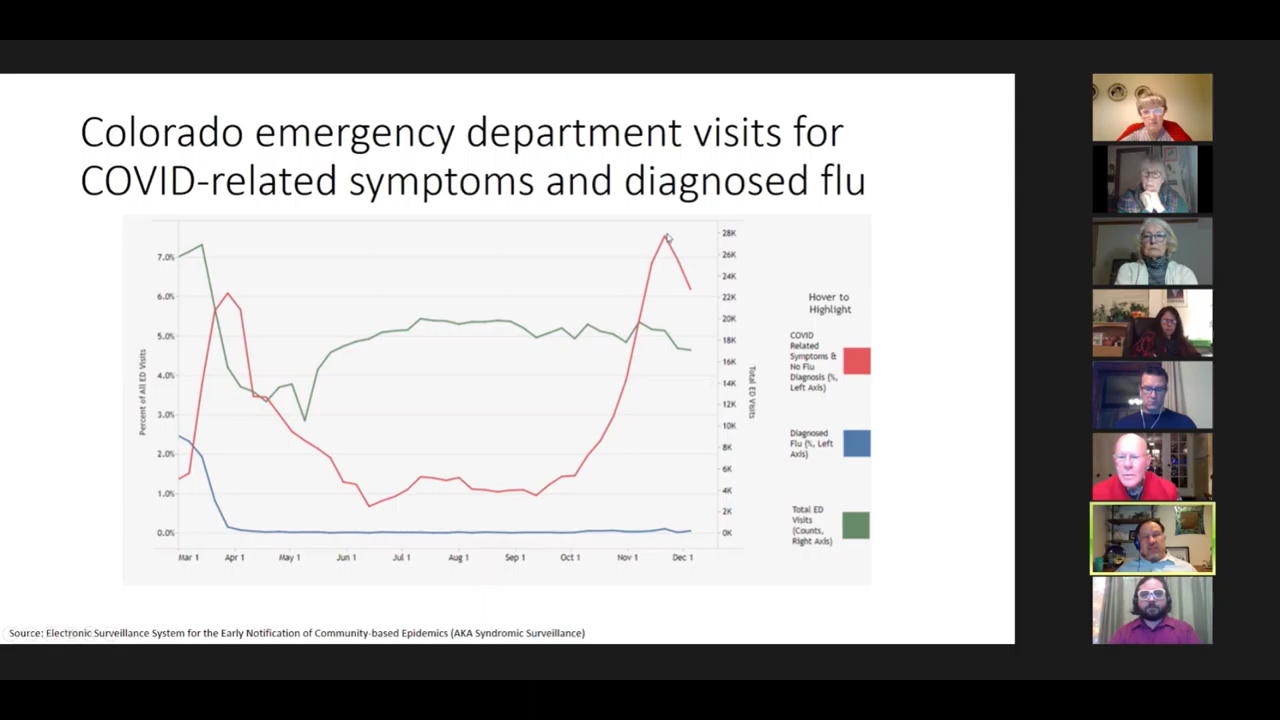 Colorado emergency department visits for
COVID-related symptoms and diagnosed flu
7.0%
6.0%
5.0%
4.0%
3.0%
2.0%
1.0%
0.0%
Percent of All ED Visits
28K
26K
24K
22K
20K
18K
16K
14K
12K
10K
8K
6K
4K
2K
0K
Total ED Visits
Mar 1 Apr 1 May 1 Jun 1 Jul 1 Aug 1 Sep 1 Oct 1 Nov 1 Dec 1
Hover to
Highlight
COVID
Related
Symptoms &
No Flu
Diagnosis (%,
Left Axis)
Diagnosed
Flu (%, Left
Axis)
Total ED
Visits
(Counts,
Right Axis)
Source: Electronic Surveillance System for the Early Notification of Community-based Epidemics (AKA Syndromic Surveillance)